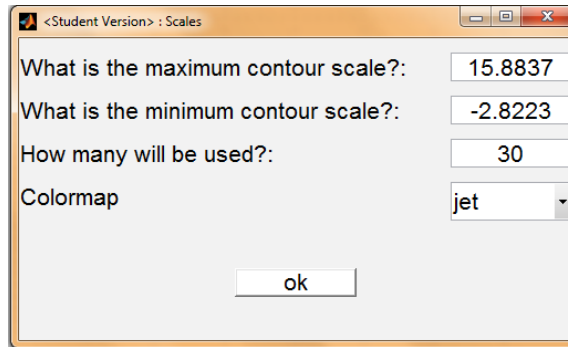 <Student Version> : Scales
What is the maximum contour scale?: 15.8837
What is the minimum contour scale?: -2.8223
How many will be used?: 30
Colormap jet
ok